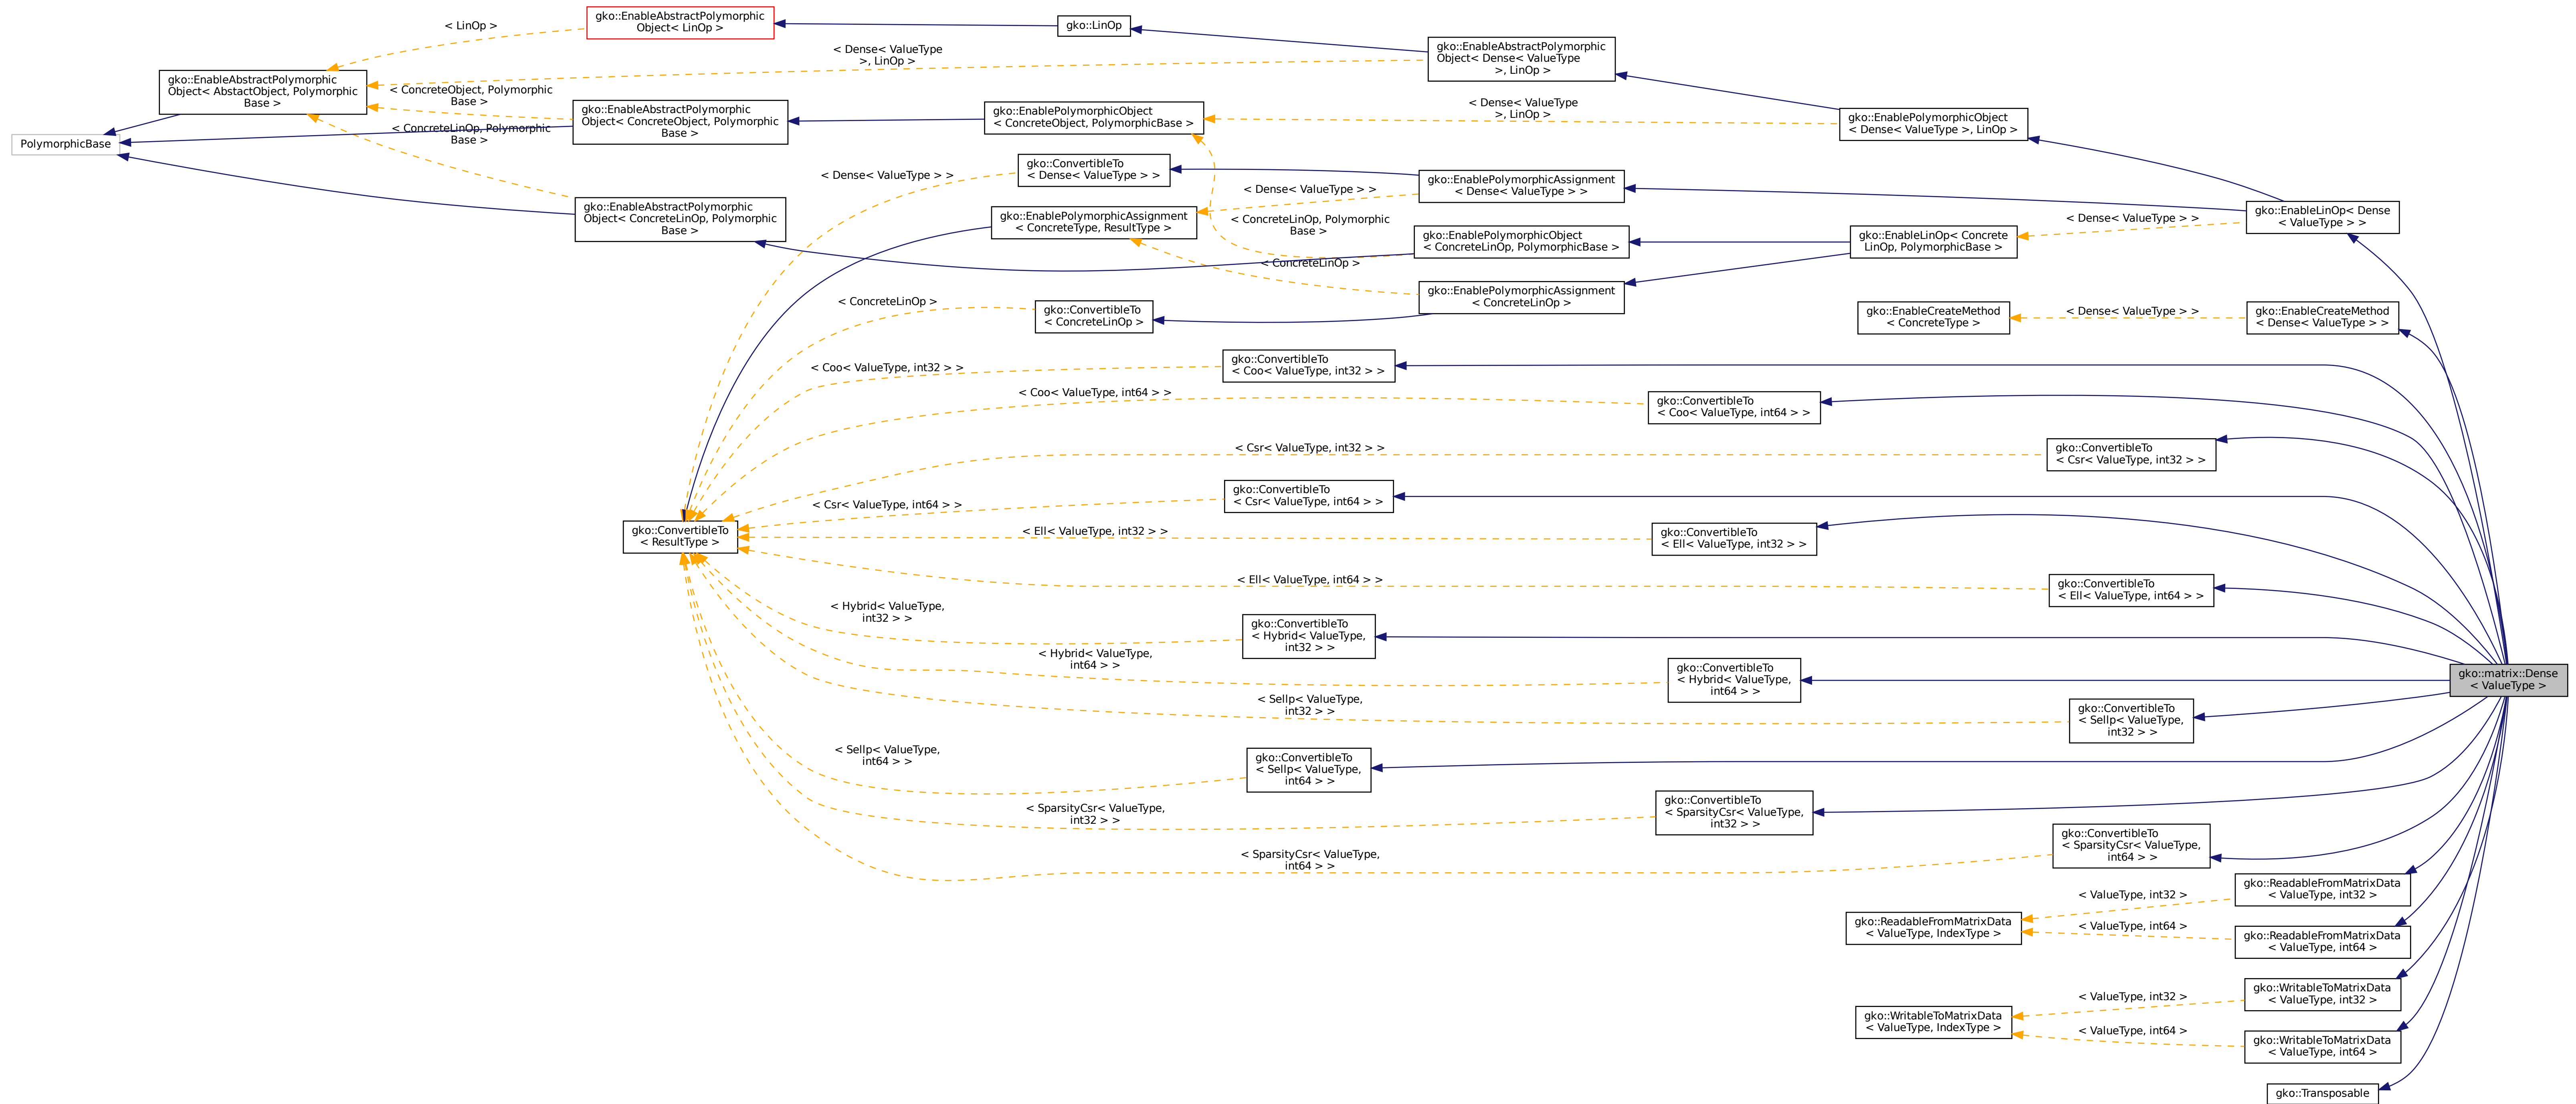 < LinOp >
gko::EnableAbstractPolymorphic
Object< LinOp >
gko::LinOp
< Dense< ValueType
>, LinOp >
gko::EnableAbstractPolymorphic
Object< Dense< ValueType
>, LinOp >
gko::EnableAbstractPolymorphic
Object< AbstactObject, Polymorphic
Base >
< ConcreteObject, Polymorphic
Base >
gko::EnableAbstractPolymorphic
Object< ConcreteObject, Polymorphic
Base >
gko::EnablePolymorphicObject
< ConcreteObject, PolymorphicBase >
< Dense< ValueType
>, LinOp >
gko::EnablePolymorphicObject
< Dense< ValueType >, LinOp >
PolymorphicBase
< ConcreteLinOp, Polymorphic
Base >
gko::ConvertibleTo
< Dense< ValueType > >
< Dense< ValueType > >
gko::EnablePolymorphicAssignment
< Dense< ValueType > >
< Dense< ValueType > >
gko::EnableAbstractPolymorphic
Object< ConcreteLinOp, Polymorphic
Base >
gko::EnablePolymorphicAssignment
< ConcreteType, ResultType >
< ConcreteLinOp, Polymorphic
Base >
gko::EnablePolymorphicObject
< ConcreteLinOp, PolymorphicBase >
gko::EnableLinOp< Concrete
LinOp, PolymorphicBase >
< Dense< ValueType > >
gko::EnableLinOp< Dense
< ValueType > >
< ConcreteLinOp >
gko::EnablePolymorphicAssignment
< ConcreteLinOp >
< ConcreteLinOp >
gko::ConvertibleTo
< ConcreteLinOp >
gko::EnableCreateMethod
< ConcreteType >
< Dense< ValueType > >
gko::EnableCreateMethod
< Dense< ValueType > >
< Coo< ValueType, int32 > >
gko::ConvertibleTo
< Coo< ValueType, int32 > >
< Coo< ValueType, int64 > >
gko::ConvertibleTo
< Coo< ValueType, int64 > >
< Csr< ValueType, int32 > >
gko::ConvertibleTo
< Csr< ValueType, int32 > >
< Csr< ValueType, int64 > >
gko::ConvertibleTo
< Csr< ValueType, int64 > >
gko::ConvertibleTo
< ResultType >
< Ell< ValueType, int32 > >
gko::ConvertibleTo
< Ell< ValueType, int32 > >
< Ell< ValueType, int64 > >
gko::ConvertibleTo
< Ell< ValueType, int64 > >
< Hybrid< ValueType,
int32 > >
gko::ConvertibleTo
< Hybrid< ValueType,
int32 > >
< Hybrid< ValueType,
int64 > >
gko::ConvertibleTo
< Hybrid< ValueType,
int64 > >
gko::matrix::Dense
< ValueType >
< Sellp< ValueType,
int32 > >
gko::ConvertibleTo
< Sellp< ValueType,
int32 > >
< Sellp< ValueType,
int64 > >
gko::ConvertibleTo
< Sellp< ValueType,
int64 > >
< SparsityCsr< ValueType,
int32 > >
gko::ConvertibleTo
< SparsityCsr< ValueType,
int32 > >
< SparsityCsr< ValueType,
int64 > >
gko::ConvertibleTo
< SparsityCsr< ValueType,
int64 > >
< ValueType, int32 >
gko::ReadableFromMatrixData
< ValueType, int32 >
gko::ReadableFromMatrixData
< ValueType, IndexType >
< ValueType, int64 >
gko::ReadableFromMatrixData
< ValueType, int64 >
< ValueType, int32 >
gko::WritableToMatrixData
< ValueType, int32 >
gko::WritableToMatrixData
< ValueType, IndexType >
< ValueType, int64 >
gko::WritableToMatrixData
< ValueType, int64 >
gko::Transposable